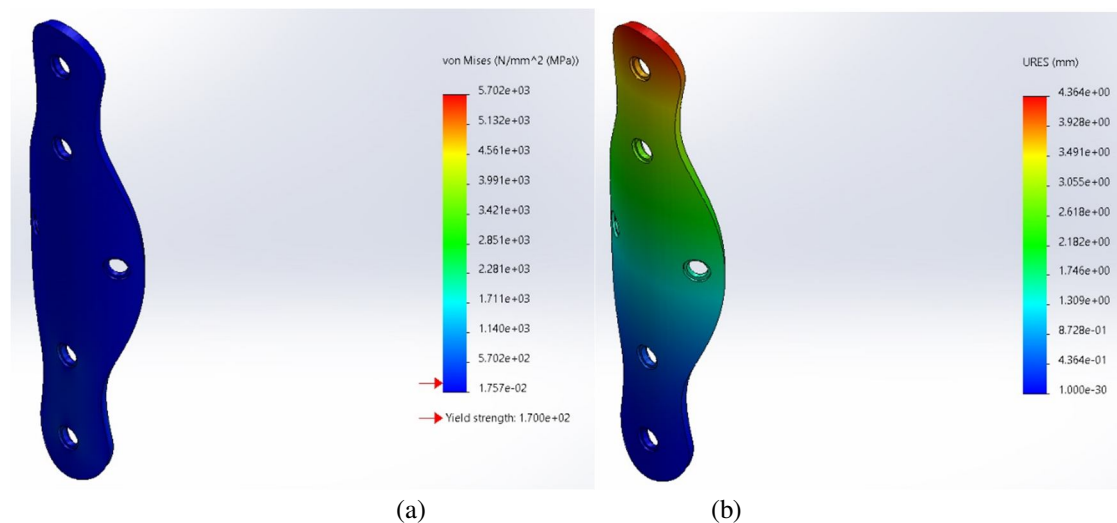 von Mises (N/mm^2 (MPa))
5.702e+03
5.132e+03
4.561e+03
3.991e+03
3.421e+03
2.851e+03
2.281e+03
1.711e+03
1.140e+03
5.702e+02
1.757e-02
Yield strength: 1.700e+02
URES (mm)
4.364e+00
3.928e+00
3.491e+00
3.055e+00
2.618e+00
2.182e+00
1.746e+00
1.309e+00
8.728e-01
4.364e-01
1.000e-30
(a)
(b)